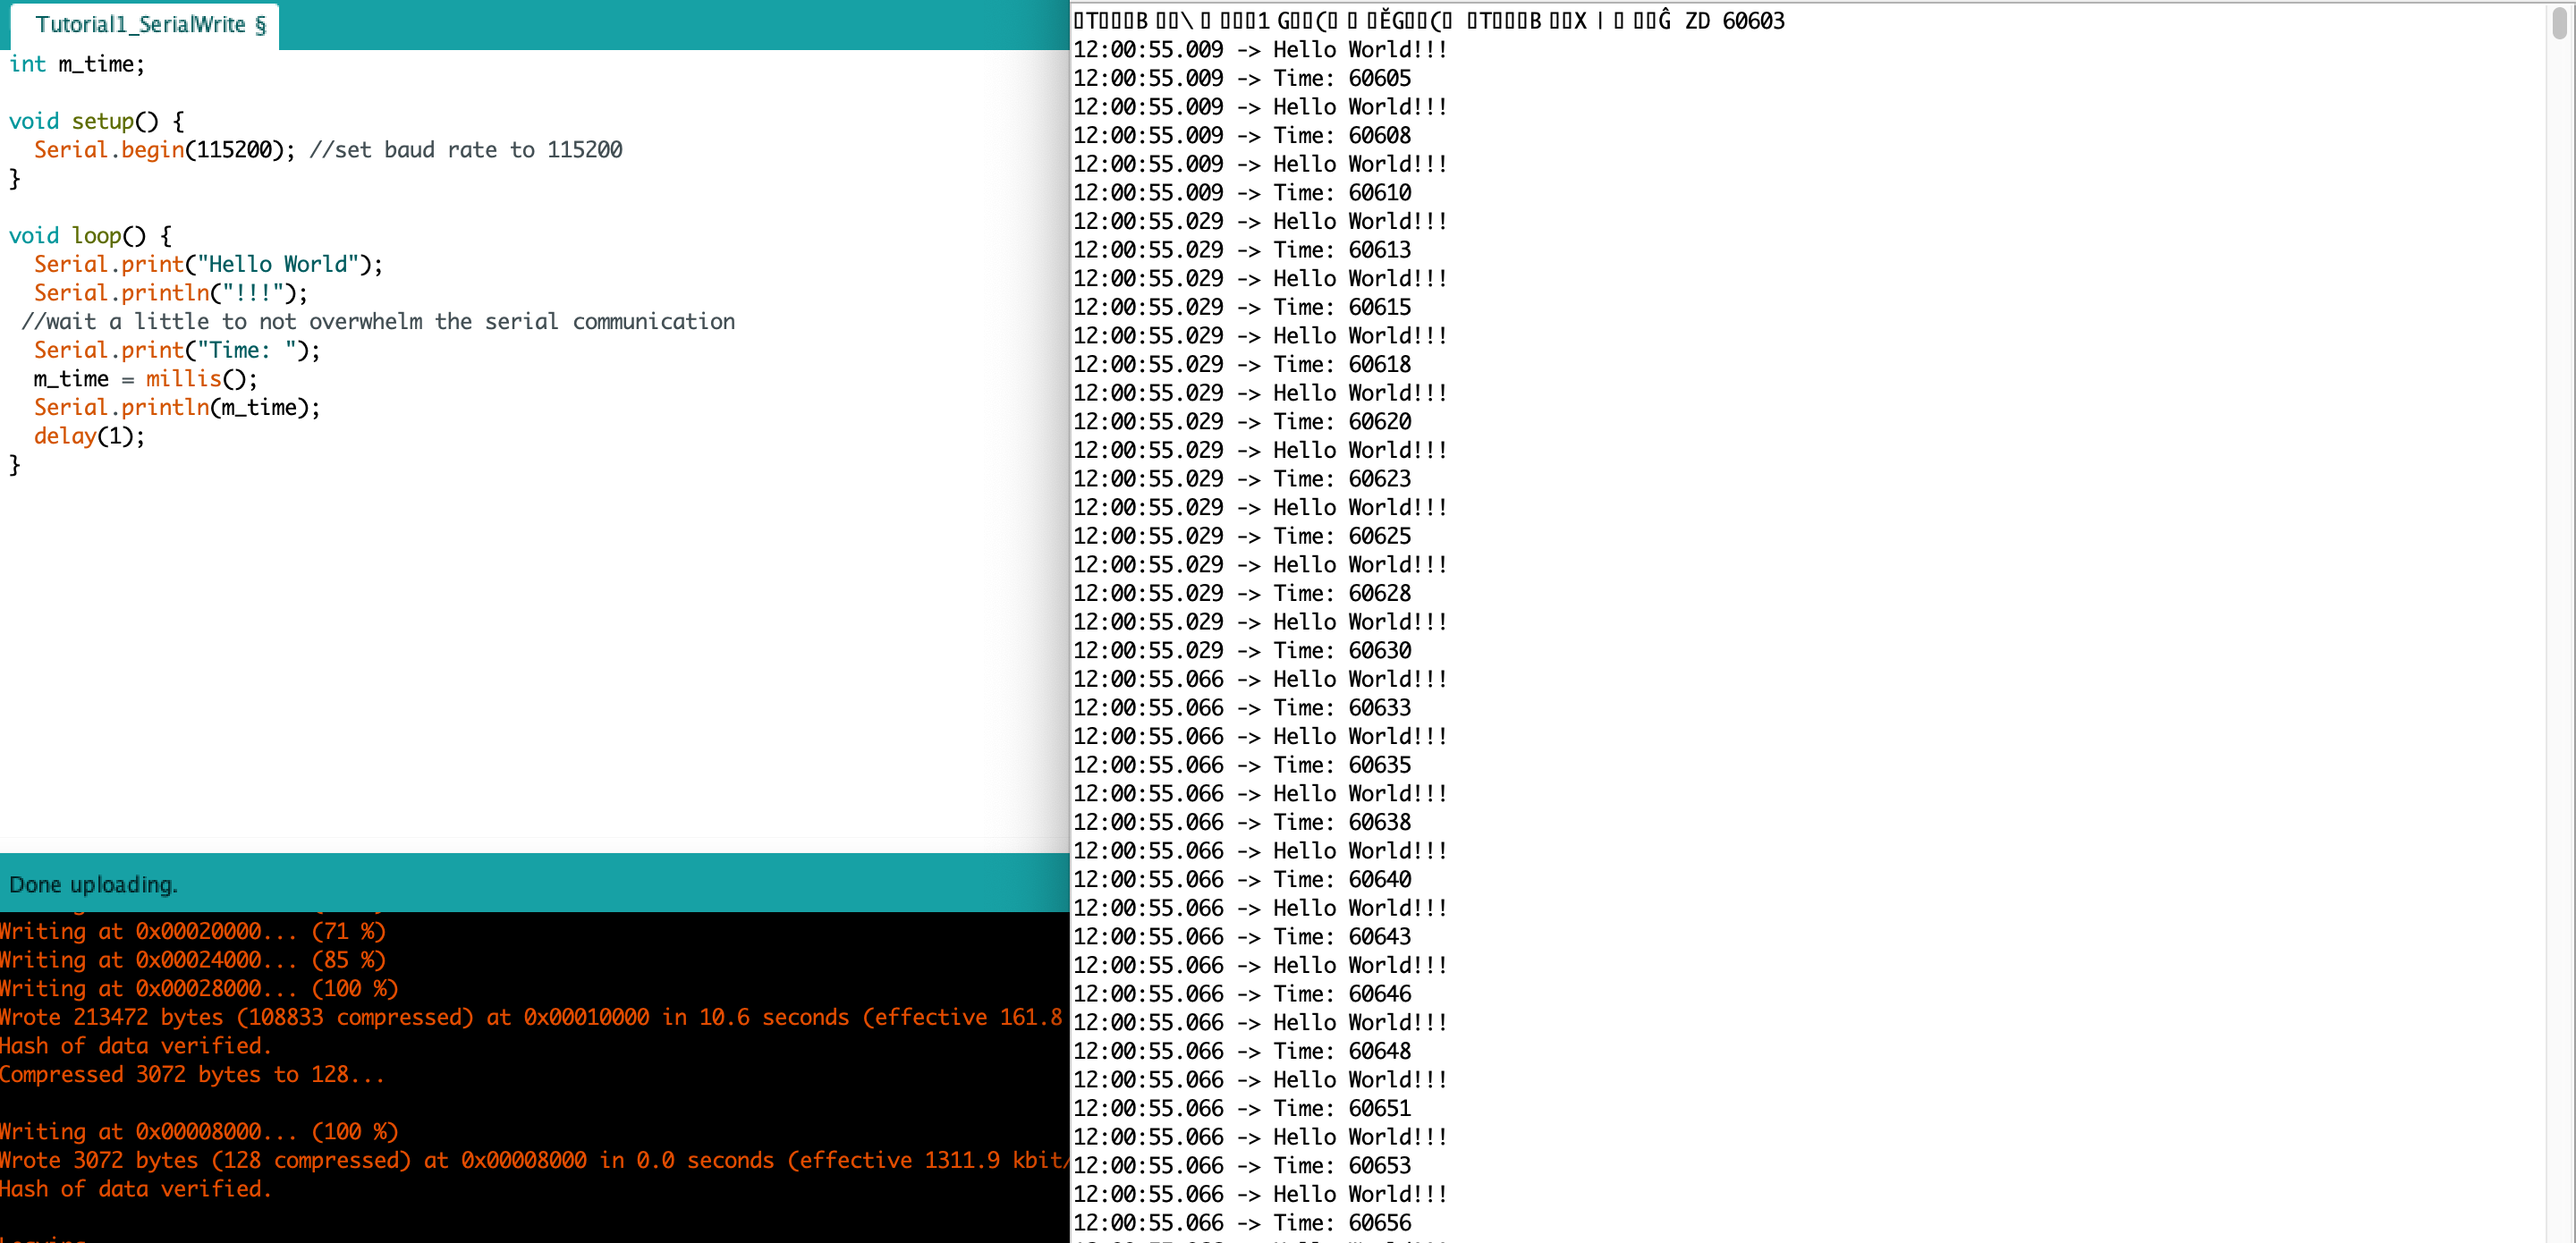 Tutorial1_SerialWrite §
int m_time;
void setup() {
Serial.begin(115200); //set baud rate to 115200
}
void loop() {
Serial.print("Hello World");
Serial.println("!!!");
//wait a little to not overwhelm the serial communication
Serial.print("Time: ");
m_time = millis();
Serial.println(m_time);
delay(1);
}
Done uploading.
Writing at 0x00020000... (71 %)
Writing at 0x00024000... (85 %)
Writing at 0x00028000... (100 %)
Wrote 213472 bytes (108833 compressed) at 0x00010000 in 10.6 seconds (effective 161.8
Hash of data verified.
Compressed 3072 bytes to 128...
Writing at 0x00008000... (100 %)
Wrote 3072 bytes (128 compressed) at 0x00008000 in 0.0 seconds (effective 1311.9 kbit/
Hash of data verified.
ZD 60603
12:00:55.009 -> Hello World!!!
12:00:55.009 -> Time: 60605
12:00:55.009 -> Hello World!!!
12:00:55.009 -> Time: 60608
12:00:55.009 -> Hello World!!!
12:00:55.009 -> Time: 60610
12:00:55.029 -> Hello World!!!
12:00:55.029 -> Time: 60613
12:00:55.029 -> Hello World!!!
12:00:55.029 -> Time: 60615
12:00:55.029 -> Hello World!!!
12:00:55.029 -> Time: 60618
12:00:55.029 -> Hello World!!!
12:00:55.029 -> Time: 60620
12:00:55.029 -> Hello World!!!
12:00:55.029 -> Time: 60623
12:00:55.029 -> Hello World!!!
12:00:55.029 -> Time: 60625
12:00:55.029 -> Hello World!!!
12:00:55.029 -> Time: 60628
12:00:55.029 -> Hello World!!!
12:00:55.029 -> Time: 60630
12:00:55.066 -> Hello World!!!
12:00:55.066 -> Time: 60633
12:00:55.066 -> Hello World!!!
12:00:55.066 -> Time: 60635
12:00:55.066 -> Hello World!!!
12:00:55.066 -> Time: 60638
12:00:55.066 -> Hello World!!!
12:00:55.066 -> Time: 60640
12:00:55.066 -> Hello World!!!
12:00:55.066 -> Time: 60643
12:00:55.066 -> Hello World!!!
12:00:55.066 -> Time: 60646
12:00:55.066 -> Hello World!!!
12:00:55.066 -> Time: 60648
12:00:55.066 -> Hello World!!!
12:00:55.066 -> Time: 60651
12:00:55.066 -> Hello World!!!
12:00:55.066 -> Time: 60653
12:00:55.066 -> Hello World!!!
12:00:55.066 -> Time: 60656